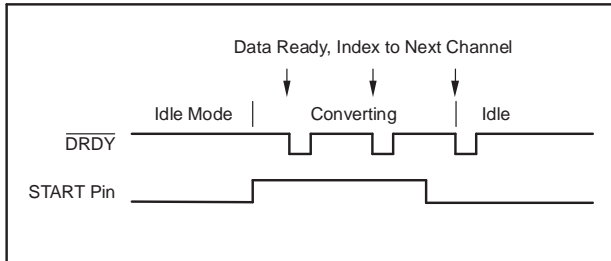 Data Ready, Index to Next Channel
Idle Mode Converting Idle
DRDY
START Pin